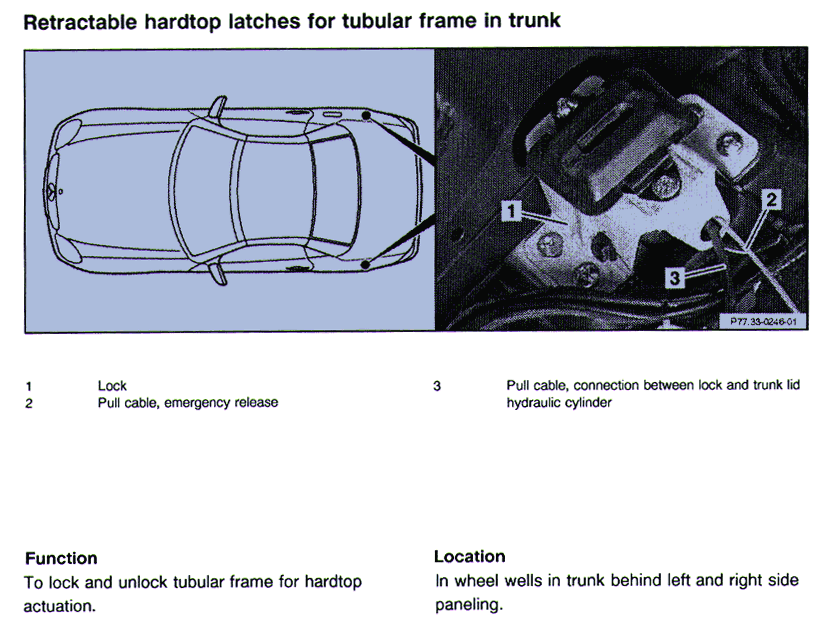 Retractable hardtop latches for tubular frame in trunk
1
2
3
P77.33-0246-01
1 Lock
2 Pull cable, emergency release
3 Pull cable, connection between lock and trunk lid
hydraulic cylinder
Function
To lock and unlock tubular frame for hardtop
actuation.
Location
In wheel wells in trunk behind left and right side
paneling.